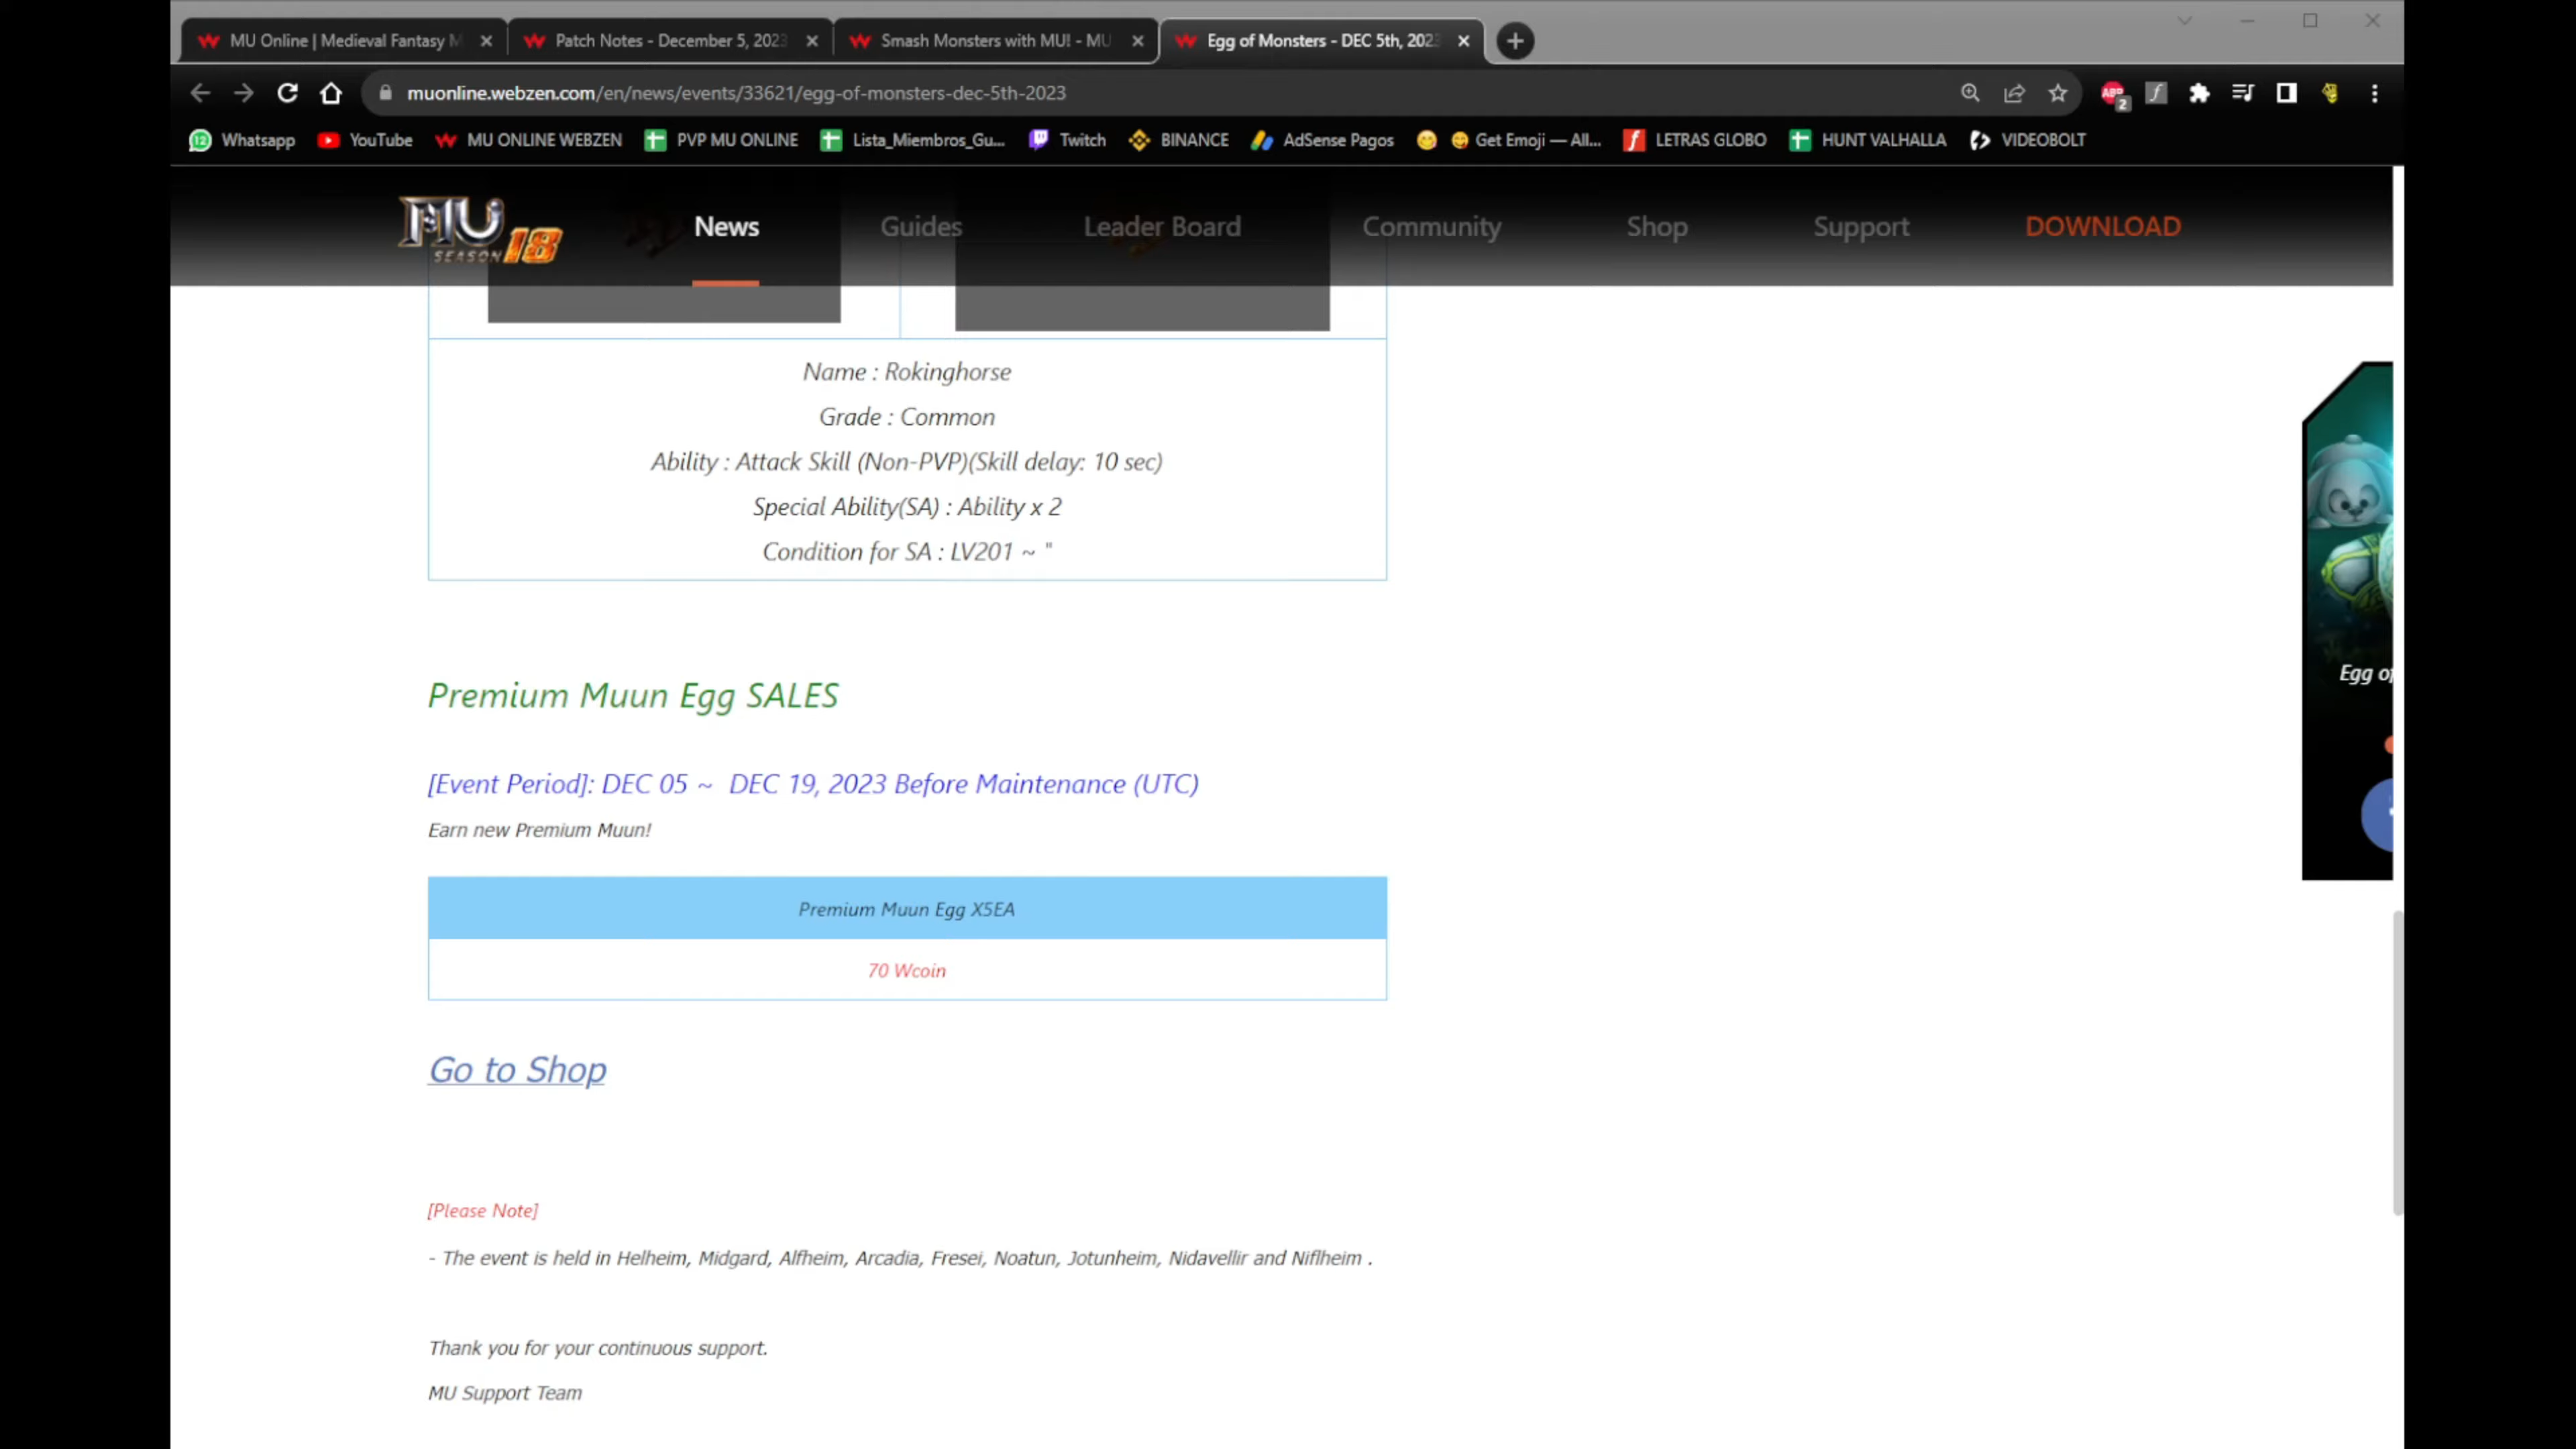 MU Online | Medieval Fantasy M
Patch Notes - December 5, 2023
Smash Monsters with MU! - MU
Egg of Monsters - DEC 5th, 202
muonline.webzen.com/en/news/events/33621/egg-of-monsters-dec-5th-2023
ABP
2
12
Whatsapp
YouTube
MU ONLINE WEBZEN
PVP MU ONLINE
Lista_Miembros_Gu...
Twitch
BINANCE
AdSense Pagos
Get Emoji — All...
LETRAS GLOBO
HUNT VALHALLA
VIDEOBOLT
MU
SEASON 18
News
Guides
Leader Board
Community
Shop
Support
DOWNLOAD
Name : Rokinghorse
Grade : Common
Ability : Attack Skill (Non-PVP)(Skill delay: 10 sec)
Special Ability(SA) : Ability x 2
Condition for SA : LV201 ~ "
Egg of
Premium Muun Egg SALES
[Event Period]: DEC 05 ~ DEC 19, 2023 Before Maintenance (UTC)
Earn new Premium Muun!
Premium Muun Egg X5EA
70 Wcoin
Go to Shop
[Please Note]
- The event is held in Helheim, Midgard, Alfheim, Arcadia, Fresei, Noatun, Jotunheim, Nidavellir and Niflheim .
Thank you for your continuous support.
MU Support Team